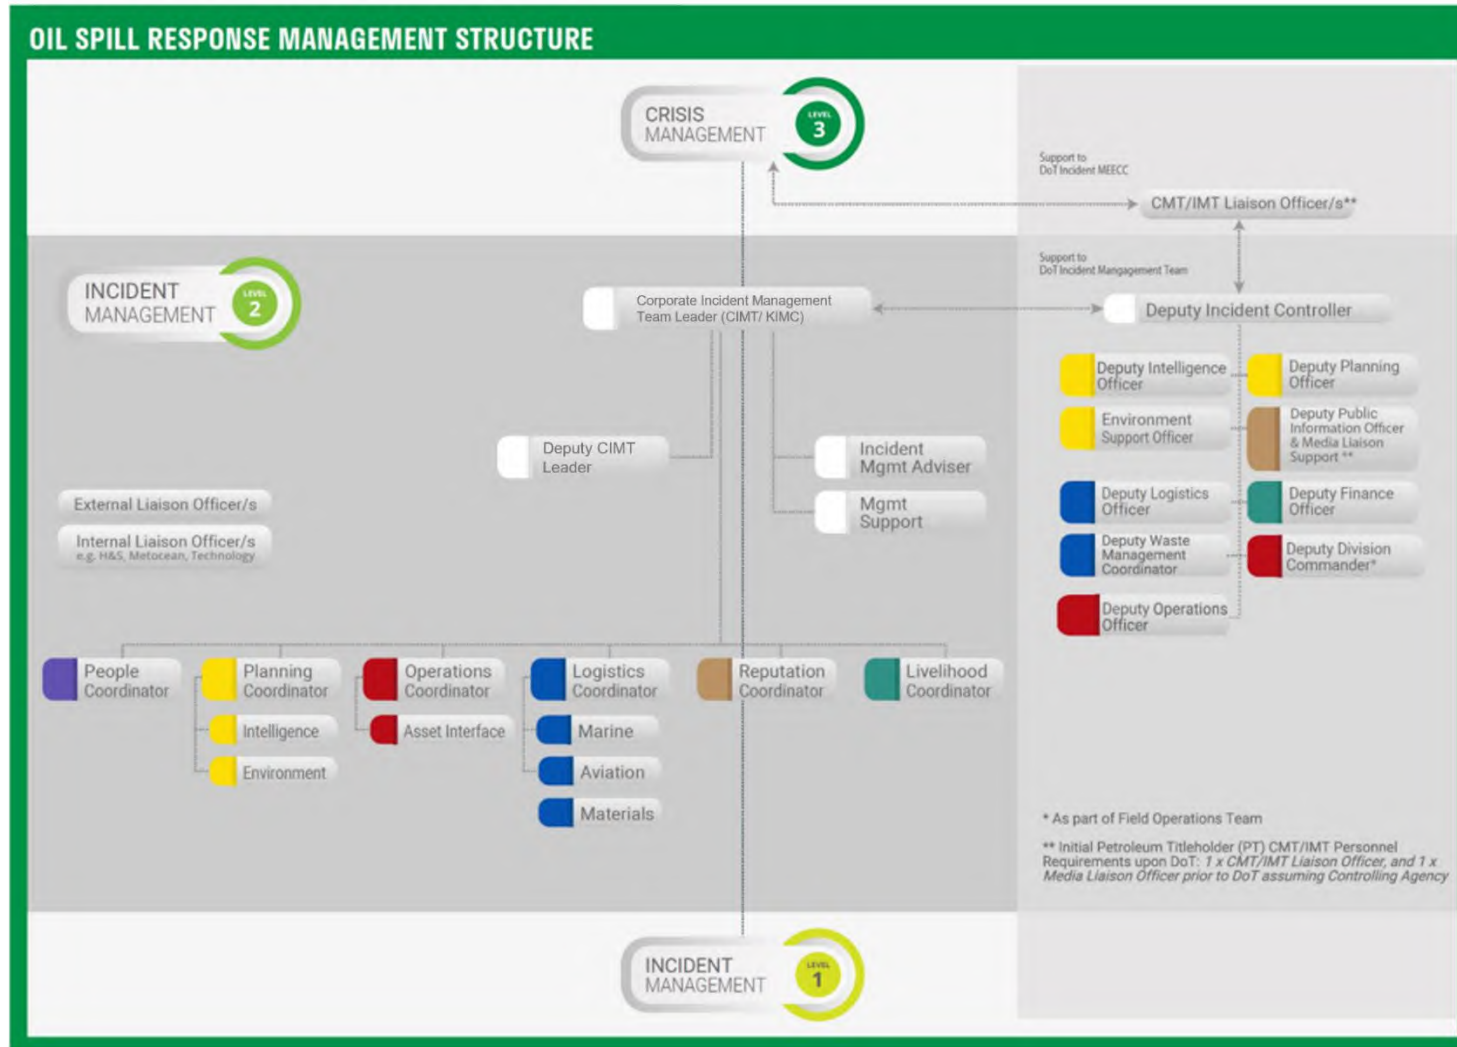 OIL SPILL RESPONSE MANAGEMENT STRUCTURE
CRISIS
MANAGEMENT
LEVEL
3
Support to
DoT Incident MEECC
CMT/IMT Liaison Officer/s**
INCIDENT
MANAGEMENT
LEVEL
2
Corporate Incident Management
Team Leader (CIMT/ KIMC)
Support to
DoT Incident Mangagement Team
Deputy Incident Controller
Deputy Intelligence
Officer
Deputy Planning
Officer
Environment
Support Officer
Deputy Public
Information Officer
& Media Liaison
Support **
Deputy Logistics
Officer
Deputy Finance
Officer
Deputy Waste
Management
Coordinator
Deputy Division
Commander*
Deputy Operations
Officer
Deputy CIMT
Leader
Incident
Mgmt Adviser
Mgmt
Support
External Liaison Officer/s
Internal Liaison Officer/s
e.g. H&S, Metocean, Technology
People
Coordinator
Planning
Coordinator
Operations
Coordinator
Logistics
Coordinator
Reputation
Coordinator
Livelihood
Coordinator
Intelligence
Environment
Asset Interface
Marine
Aviation
Materials
* As part of Field Operations Team
** Initial Petroleum Titleholder (PT) CMT/IMT Personnel
Requirements upon DoT: 1 x CMT/IMT Liaison Officer, and 1 x
Media Liaison Officer prior to DoT assuming Controlling Agency
INCIDENT
MANAGEMENT
LEVEL
1